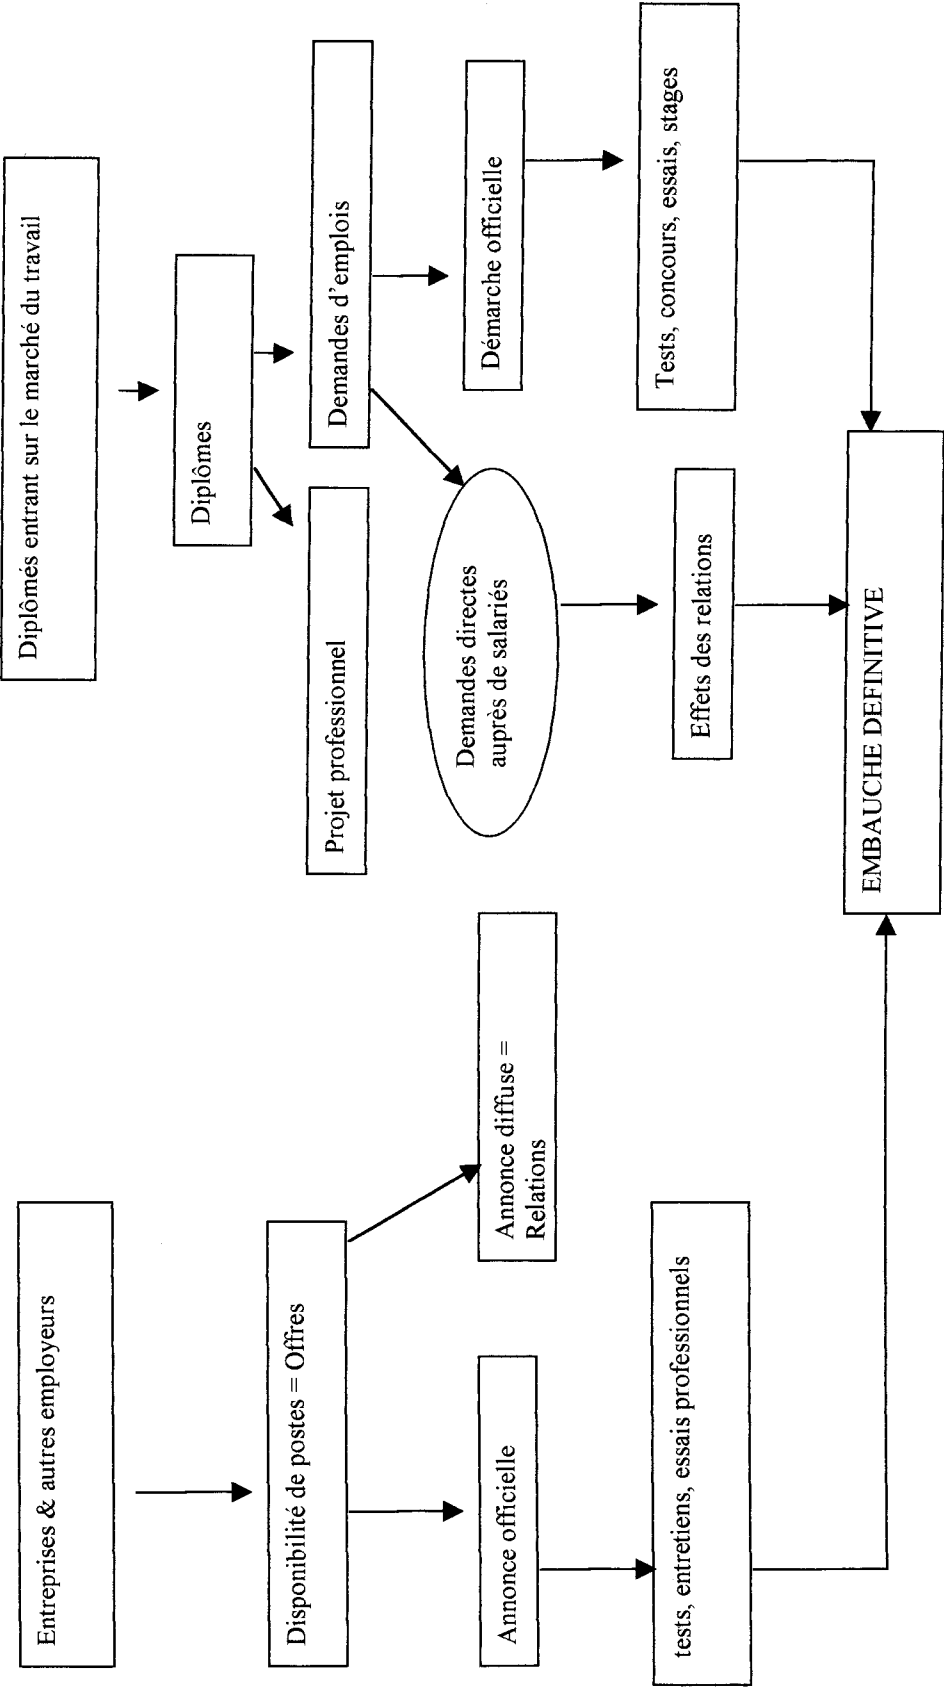 Entreprises & autres employeurs
Diplômés entrant sur le marché du travail
Disponibilité de postes = Offres
Diplômes
Annonce officielle
Annonce diffuse =
Relations
Projet professionnel
Demandes d'emplois
Demandes directes
auprès de salariés
Démarche officielle
tests, entretiens, essais professionnels
Effets des relations
Tests, concours, essais, stages
EMBAUCHE DEFINITIVE